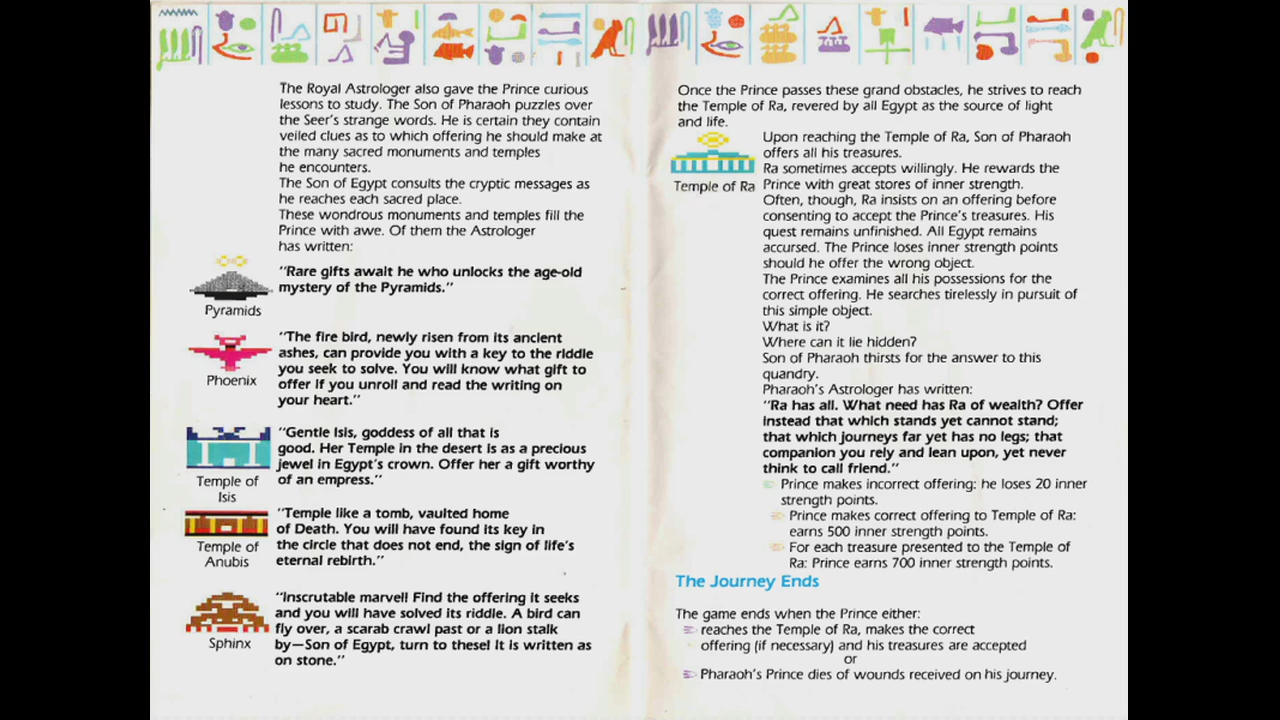 The Royal Astrologer also gave the Prince curious
lessons to study. The Son of Pharaoh puzzles over
the Seer's strange words. He is certain they contain
veiled clues as to which offering he should make at
the many sacred monuments and temples
he encounters.
The Son of Egypt consults the cryptic messages as
he reaches each sacred place.
These wondrous monuments and temples fill the
Prince with awe. Of them the Astrologer
has written:
Pyramids
"Rare gifts await he who unlocks the age-old
mystery of the Pyramids."
Phoenix
"The fire bird, newly risen from its ancient
ashes, can provide you with a key to the riddle
you seek to solve. You will know what gift to
offer if you unroll and read the writing on
your heart."
Temple of
Isis
"Gentle Isis, goddess of all that is
good. Her Temple in the desert is as a precious
jewel in Egypt's crown. Offer her a gift worthy
of an empress."
Temple of
Anubis
"Temple like a tomb, vaulted home
of Death. You will have found its key in
the circle that does not end, the sign of life's
eternal rebirth."
Sphinx
"Inscrutable marvel! Find the offering it seeks
and you will have solved its riddle. A bird can
fly over, a scarab crawl past or a lion stalk
by—Son of Egypt, turn to these! It is written as
on stone."
Once the Prince passes these grand obstacles, he strives to reach
the Temple of Ra, revered by all Egypt as the source of light
and life.
Temple of Ra
Upon reaching the Temple of Ra, Son of Pharaoh
offers all his treasures.
Ra sometimes accepts willingly. He rewards the
Prince with great stores of inner strength.
Often, though, Ra insists on an offering before
consenting to accept the Prince's treasures. His
quest remains unfinished. All Egypt remains
accursed. The Prince loses inner strength points
should he offer the wrong object.
The Prince examines all his possessions for the
correct offering. He searches tirelessly in pursuit of
this simple object.
What is it?
Where can it lie hidden?
Son of Pharaoh thirsts for the answer to this
quandry.
Pharaoh's Astrologer has written:
"Ra has all. What need has Ra of wealth? Offer
instead that which stands yet cannot stand;
that which journeys far yet has no legs; that
companion you rely and lean upon, yet never
think to call friend."
Prince makes incorrect offering: he loses 20 inner
strength points.
Prince makes correct offering to Temple of Ra:
earns 500 inner strength points.
For each treasure presented to the Temple of
Ra: Prince earns 700 inner strength points.
The Journey Ends
The game ends when the Prince either:
reaches the Temple of Ra, makes the correct
offering (if necessary) and his treasures are accepted
or
Pharaoh's Prince dies of wounds received on his journey.